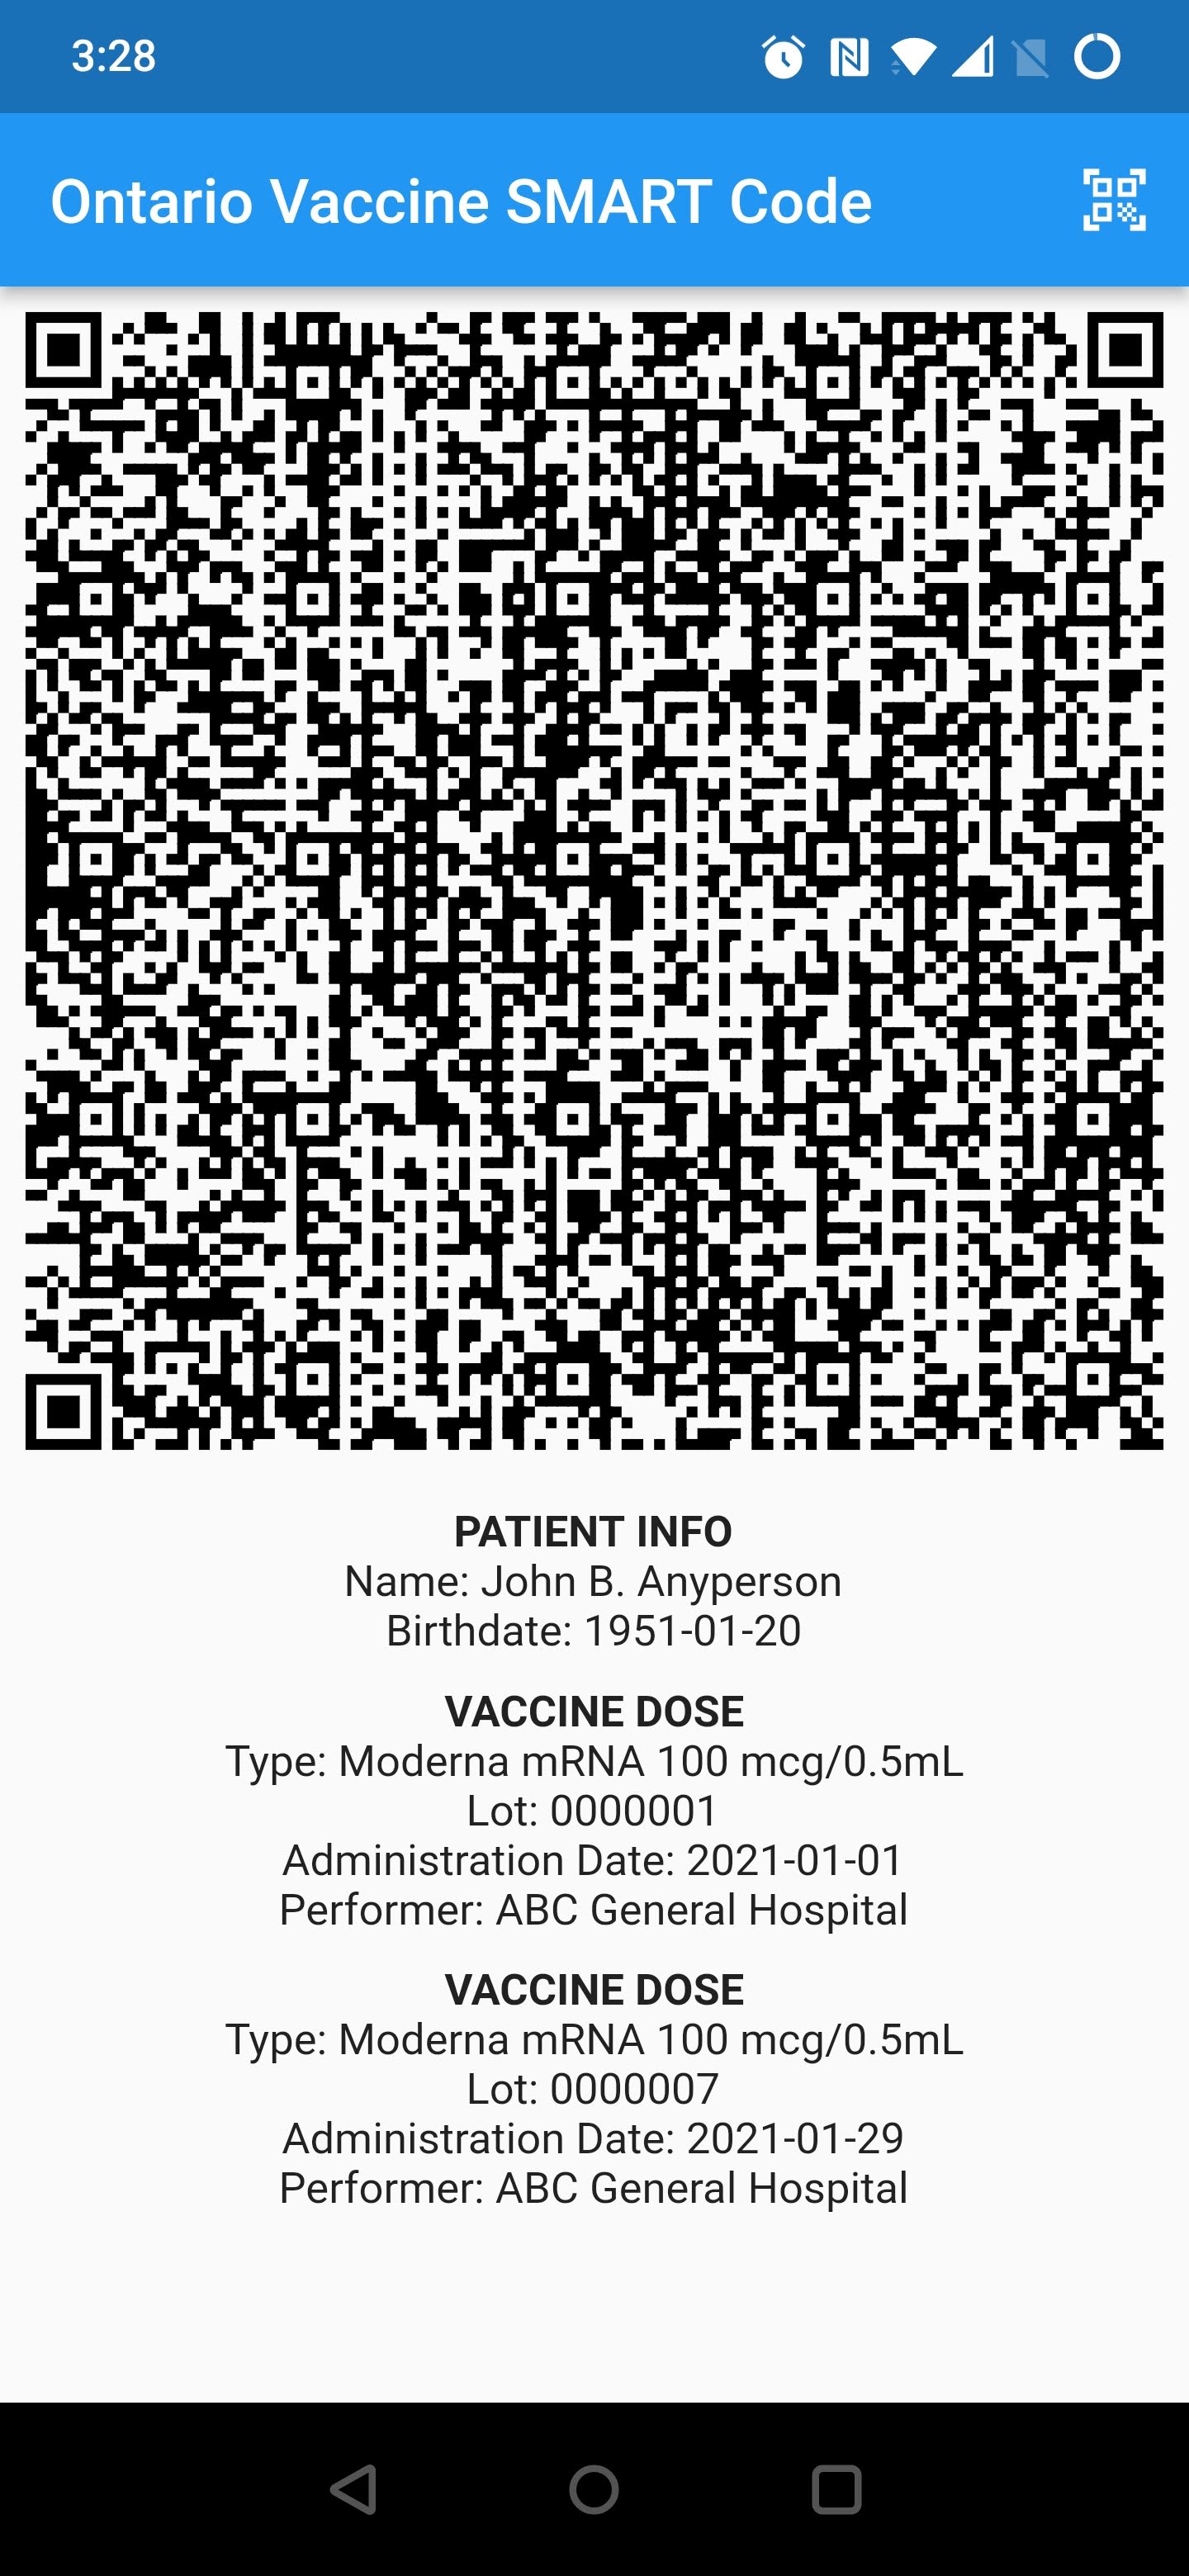 3:28
Ontario Vaccine SMART Code
PATIENT INFO
Name: John B. Anyperson
Birthdate: 1951-01-20
VACCINE DOSE
Type: Moderna mRNA 100 mcg/0.5mL
Lot: 0000001
Administration Date: 2021-01-01
Performer: ABC General Hospital
VACCINE DOSE
Type: Moderna mRNA 100 mcg/0.5mL
Lot: 0000007
Administration Date: 2021-01-29
Performer: ABC General Hospital